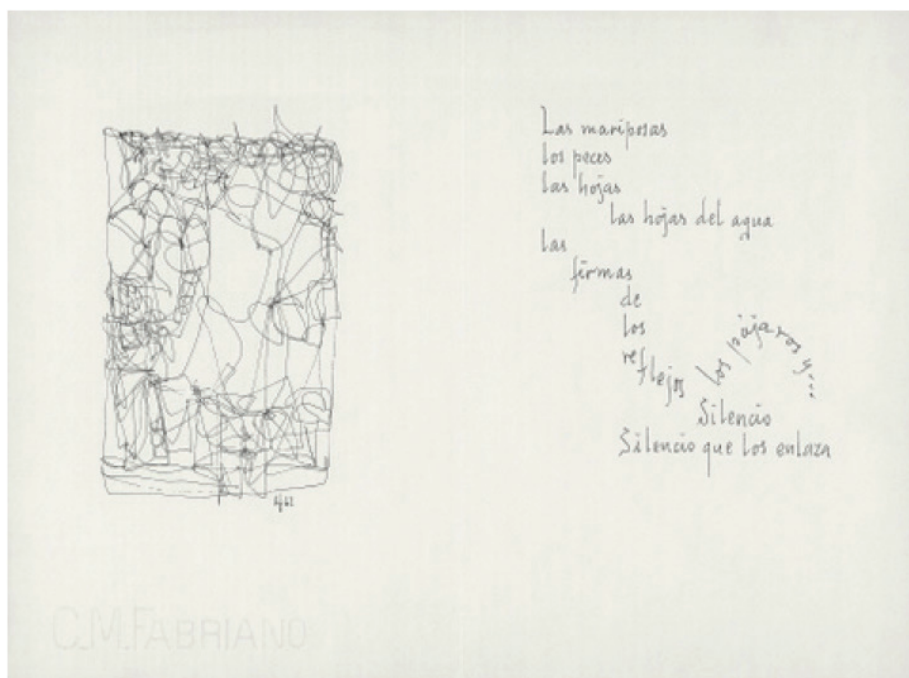 Las mariposas
los peces
las hojas
las hojas del agua
las
firmas
de
los
reflejos
los pájaros y...
Silencio
Silencio que los enlaza
C.M.FABRIANO